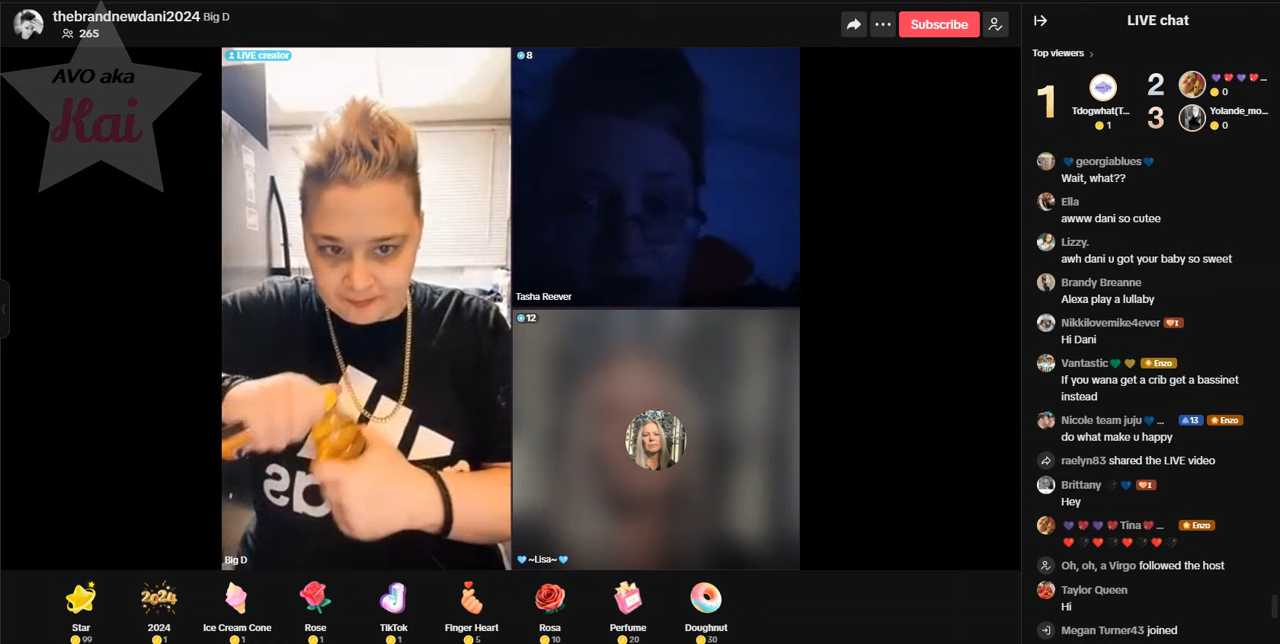 thebrandnewdani2024 Big D
265
Subscribe
AVO aka
Kai
LIVE creator
8
Tasha Reever
12
as
Big D
~Lisa~
Star
99
2024
2024
1
Ice Cream Cone
1
Rose
1
TikTok
1
Finger Heart
5
Rosa
10
Perfume
20
Doughnut
30
LIVE chat
Top viewers
1
Tdogwhat(T...
1
2
...
0
3
Yolande_mo...
0
georgiablues
Wait, what??
Ella
awww dani so cutee
Lizzy.
awh dani u got your baby so sweet
Brandy Breanne
Alexa play a lullaby
Nikkilovemike4ever I
Hi Dani
Vantastic Enzo
If you wana get a crib get a bassinet
instead
Nicole team juju ... 13 Enzo
do what make u happy
raelyn83 shared the LIVE video
Brittany I
Hey
Tina ... Enzo
Oh, oh, a Virgo followed the host
Taylor Queen
Hi
Megan Turner43 joined